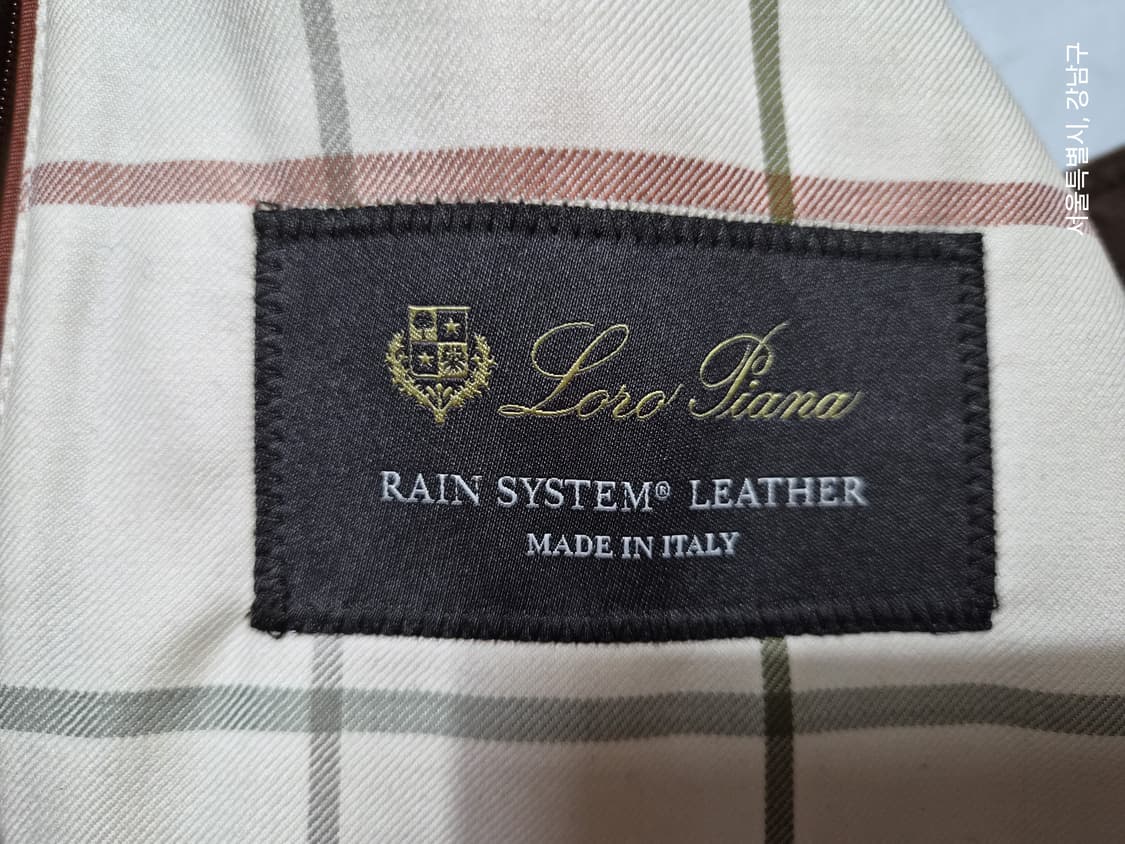 Loro Piana
RAIN SYSTEM® LEATHER
MADE IN ITALY
서울특별시, 강남구